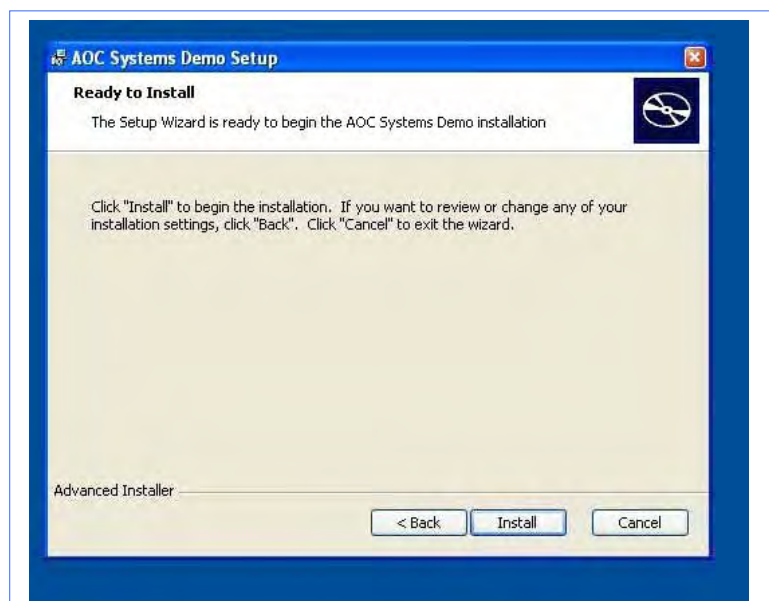 AOC Systems Demo Setup
Ready to Install
The Setup Wizard is ready to begin the AOC Systems Demo installation
Click "Install" to begin the installation.  If you want to review or change any of your
installation settings, click "Back".  Click "Cancel" to exit the wizard.
Advanced Installer
< Back
Install
Cancel